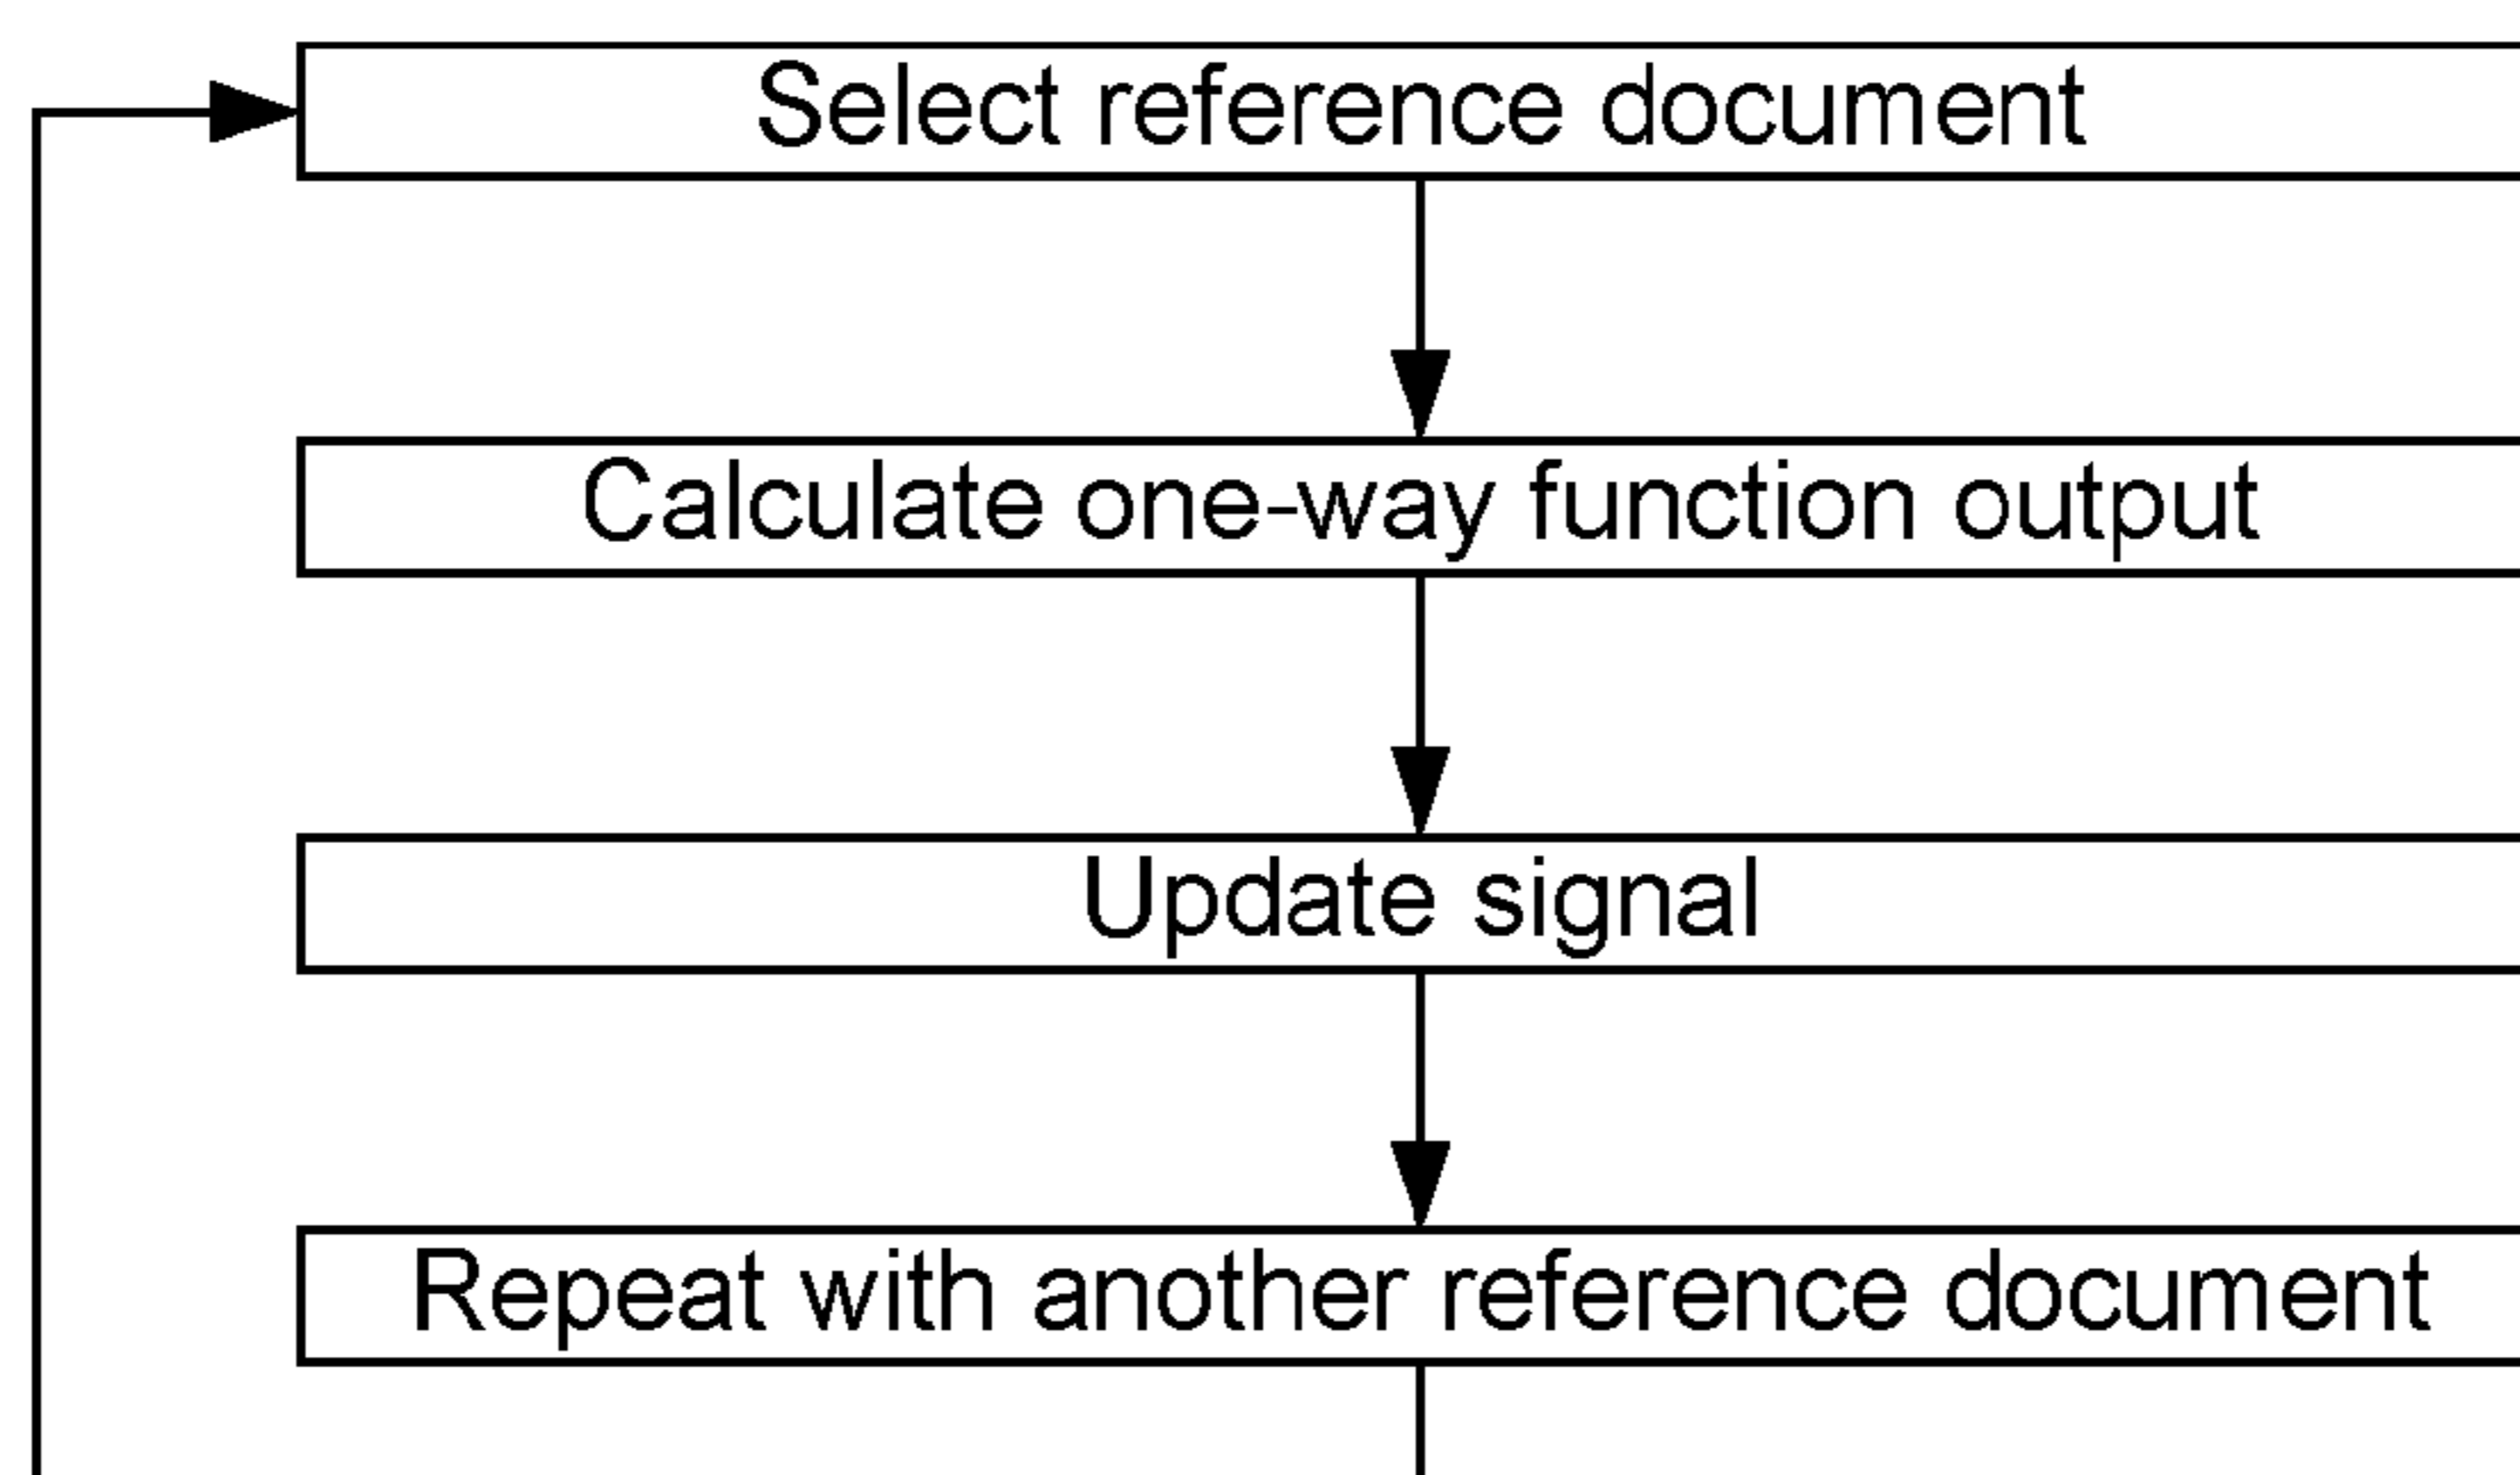 Select reference document
Calculate one-way function output
Update signal
Repeat with another reference document